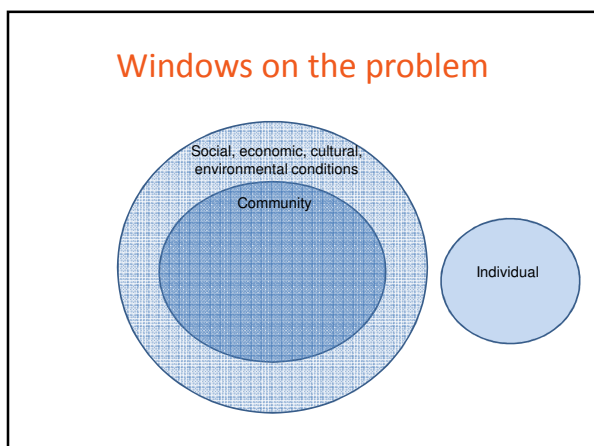 Windows on the problem
Social, economic, cultural,
environmental conditions
Community
Individual